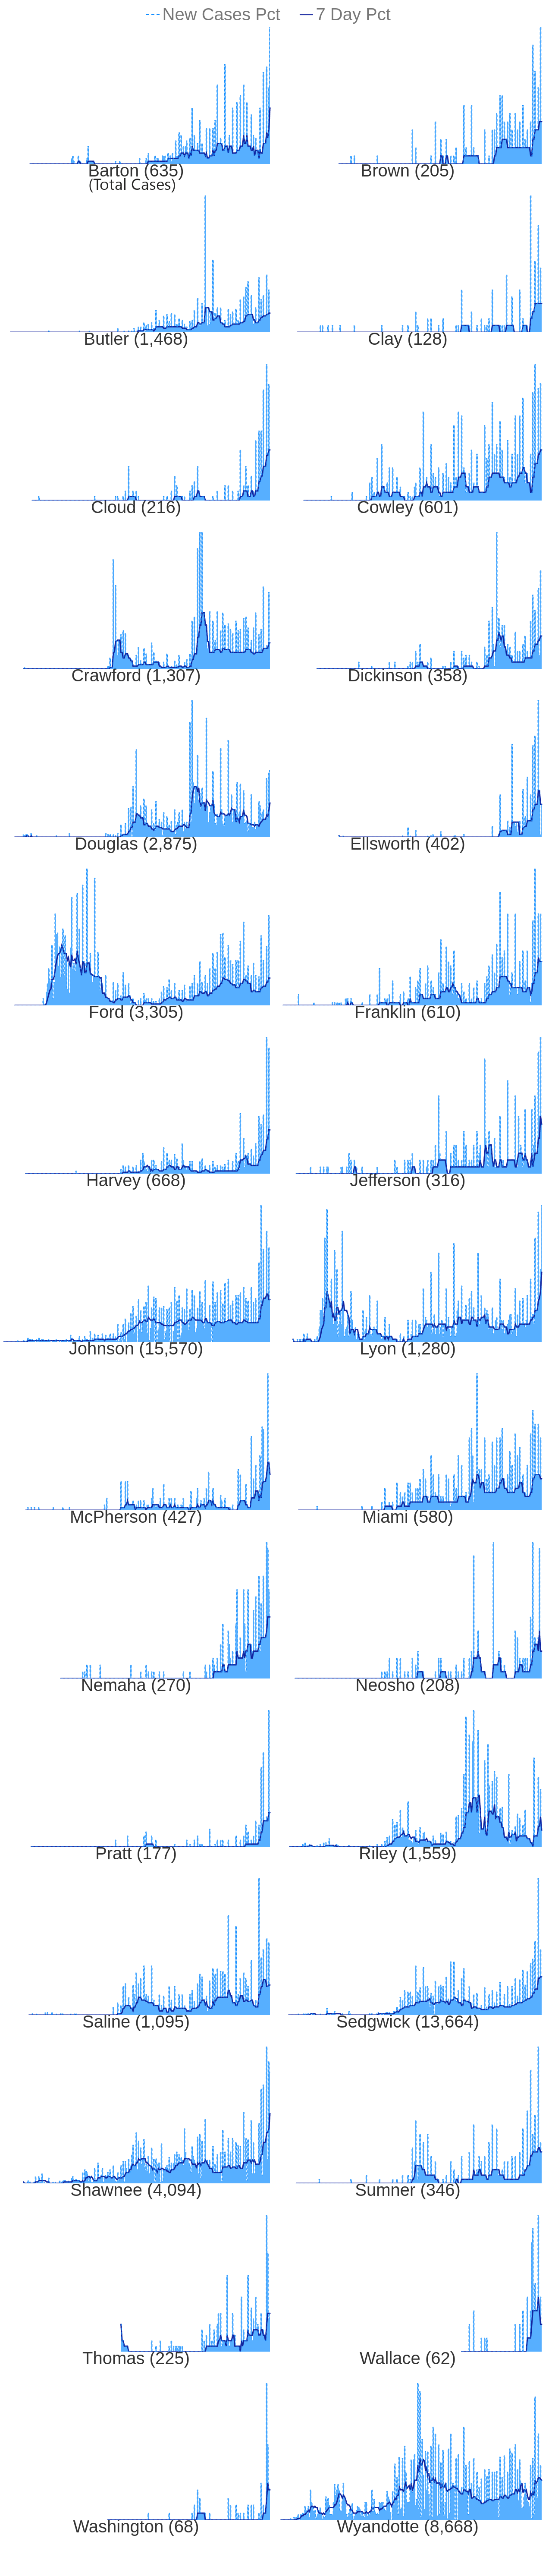 New Cases Pct 7 Day Pct
Barton (635) Brown (205)
(Total Cases)
Butler (1,468) Clay (128)
Cloud (216) Cowley (601)
Crawford (1,307) Dickinson (358)
Douglas (2,875) Ellsworth (402)
Ford (3,305) Franklin (610)
Harvey (668) Jefferson (316)
Johnson (15,570) Lyon (1,280)
McPherson (427) Miami (580)
Nemaha (270) Neosho (208)
Pratt (177) Riley (1,559)
Saline (1,095) Sedgwick (13,664)
Shawnee (4,094) Sumner (346)
Thomas (225) Wallace (62)
Washington (68) Wyandotte (8,668)